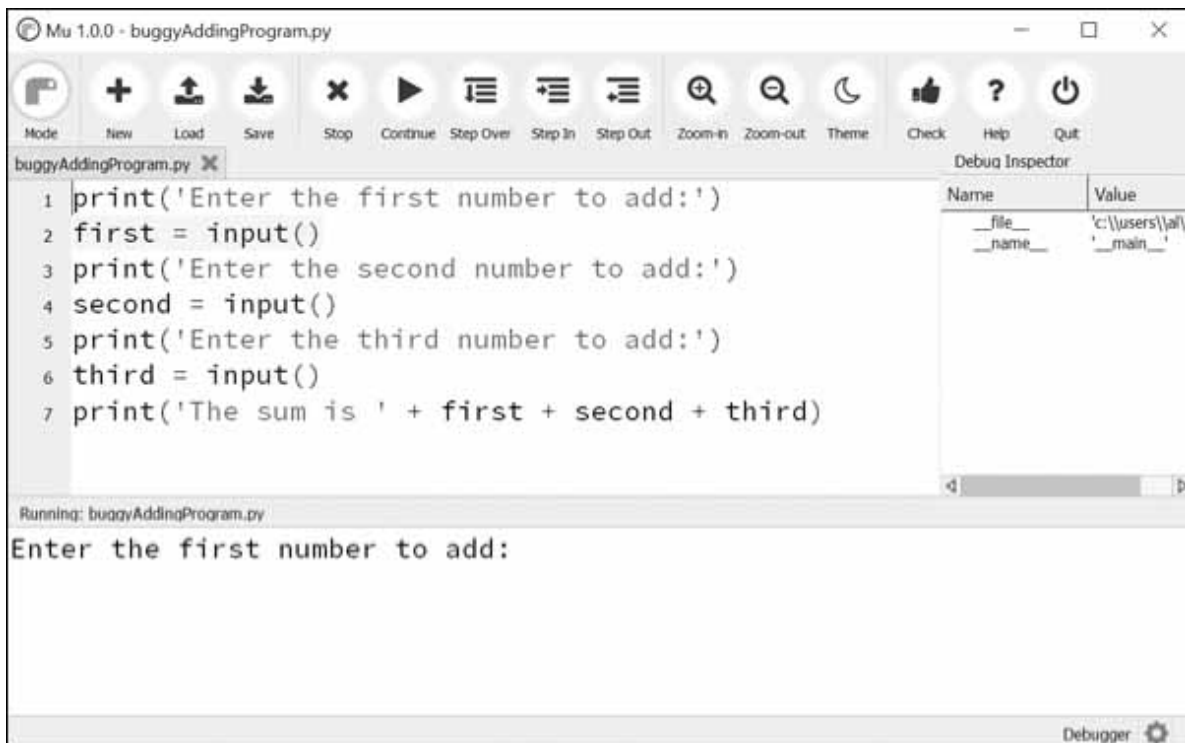 Mu 1.0.0 - buggyAddingProgram.py
Mode New Load Save Stop Continue Step Over Step In Step Out Zoom-in Zoom-out Theme Check Help Quit
buggyAddingProgram.py
Debug Inspector
1 print('Enter the first number to add:')
2 first = input()
3 print('Enter the second number to add:')
4 second = input()
5 print('Enter the third number to add:')
6 third = input()
7 print('The sum is ' + first + second + third)
Name Value
__file__ 'c:\\users\\al\
__name__ '__main__'
Running: buggyAddingProgram.py
Enter the first number to add:
Debugger